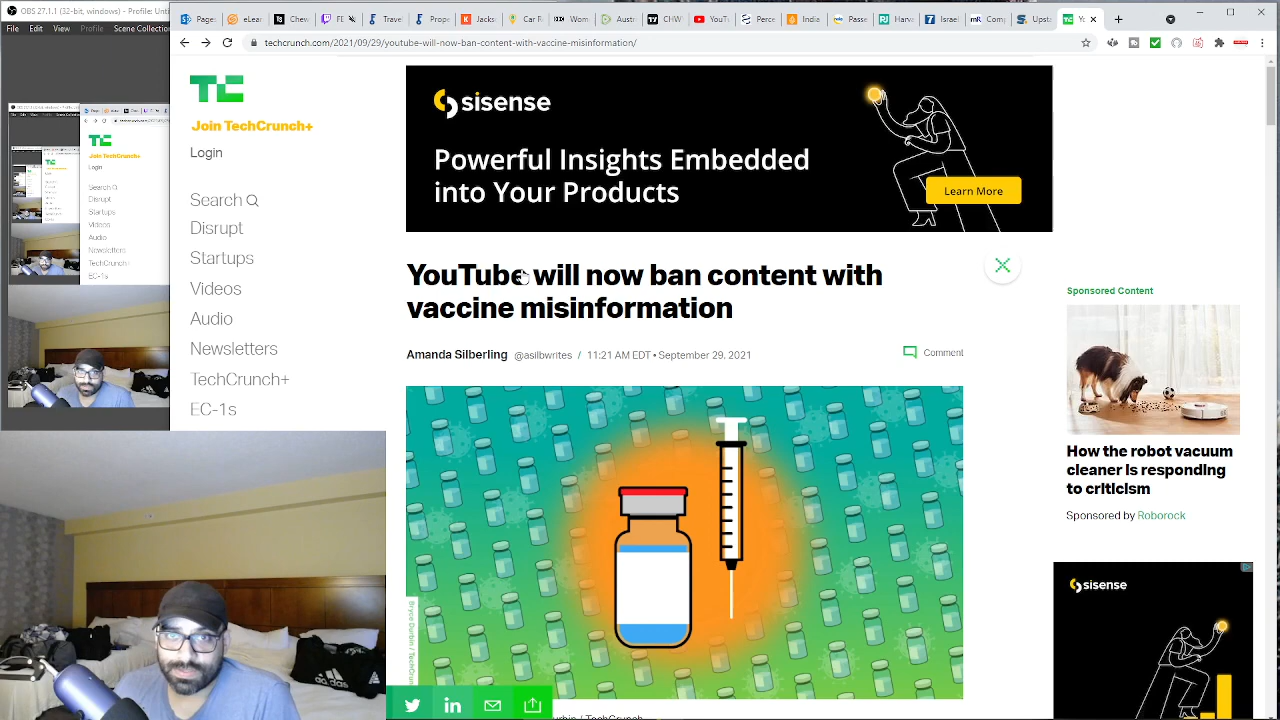 OBS 27.1.1 (32-bit, windows) - Profile: Unti
File Edit View Profile Scene Collection
techcrunch.com/2021/09/29/youtube-will-now-ban-content-with-vaccine-misinformation/
TC
Join TechCrunch+
Login
Search
Disrupt
Startups
Videos
Audio
Newsletters
TechCrunch+
EC-1s
sisense
Powerful Insights Embedded
into Your Products
Learn More
YouTube will now ban content with
vaccine misinformation
Amanda Silberling @asilbwrites / 11:21 AM EDT • September 29, 2021
Comment
Sponsored Content
How the robot vacuum
cleaner is responding
to criticism
Sponsored by Roborock
sisense
adidas